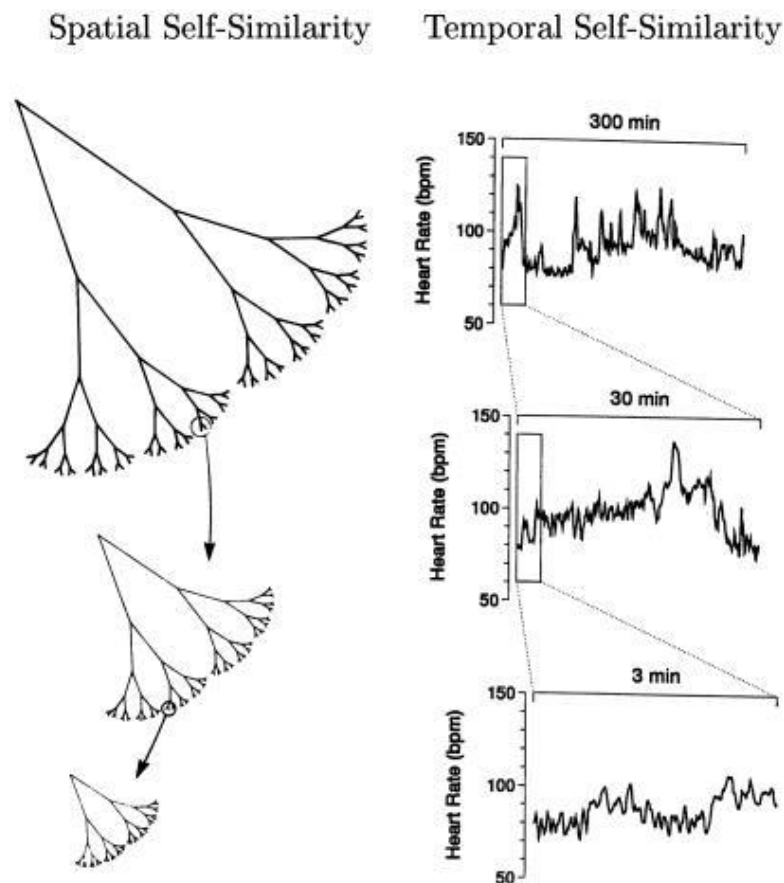 Spatial Self-Similarity
Temporal Self-Similarity
300 min
150
100
50
Heart Rate (bpm)
30 min
150
100
50
Heart Rate (bpm)
3 min
150
100
50
Heart Rate (bpm)